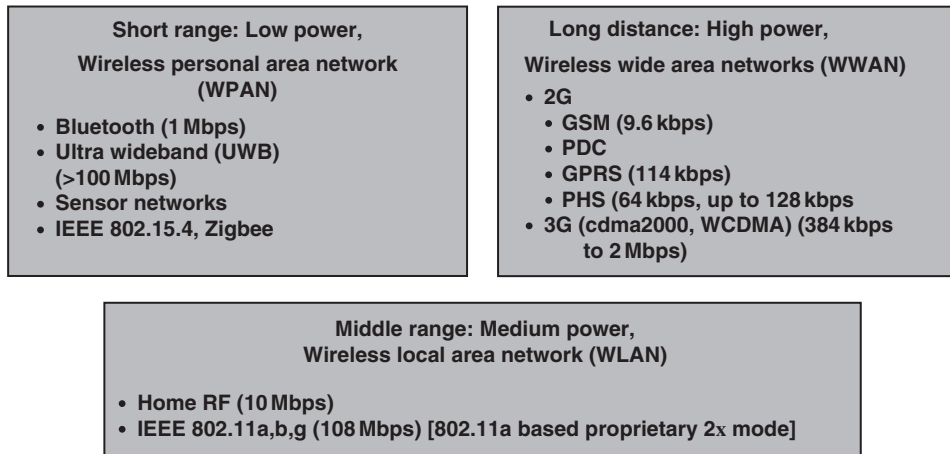 Short range: Low power,
Wireless personal area network
(WPAN)
• Bluetooth (1 Mbps)
• Ultra wideband (UWB)
(>100 Mbps)
• Sensor networks
• IEEE 802.15.4, Zigbee
Long distance: High power,
Wireless wide area networks (WWAN)
• 2G
• GSM (9.6 kbps)
• PDC
• GPRS (114 kbps)
• PHS (64 kbps, up to 128 kbps
• 3G (cdma2000, WCDMA) (384 kbps
to 2 Mbps)
Middle range: Medium power,
Wireless local area network (WLAN)
• Home RF (10 Mbps)
• IEEE 802.11a,b,g (108 Mbps) [802.11a based proprietary 2x mode]